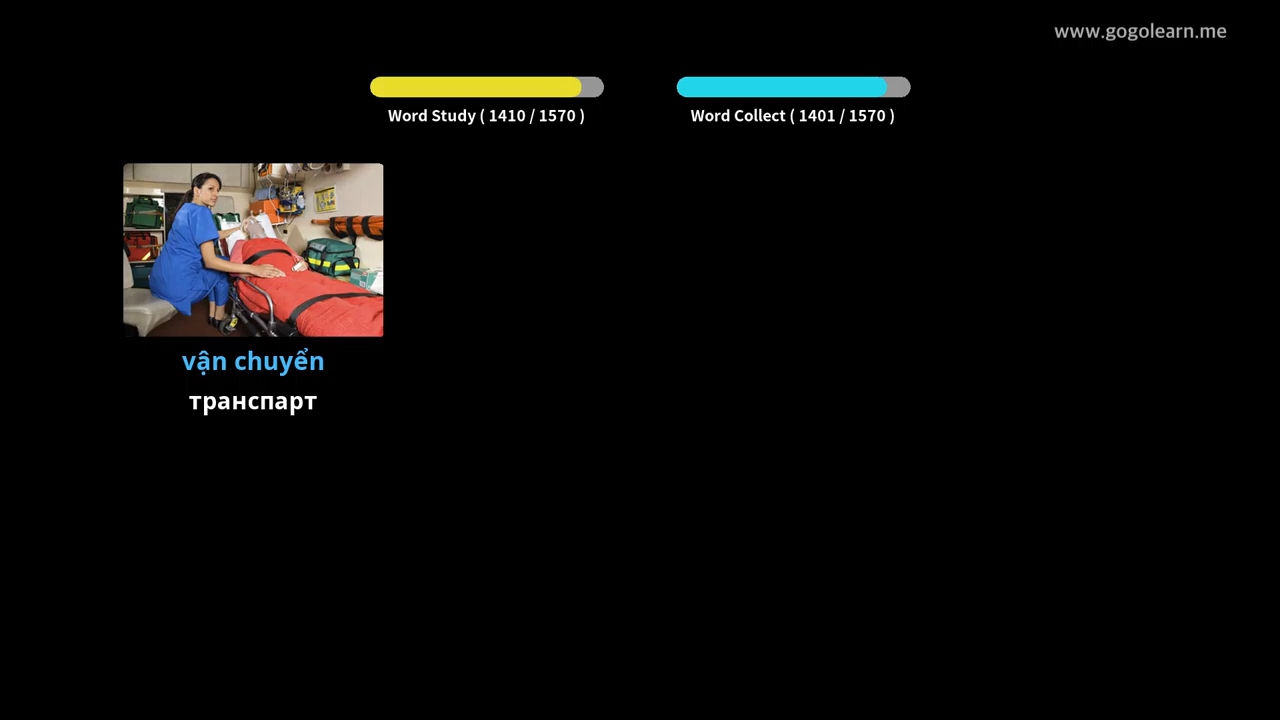 www.gogolearn.me
Word Study ( 1410 / 1570 )
Word Collect ( 1401 / 1570 )
vận chuyển
транспарт